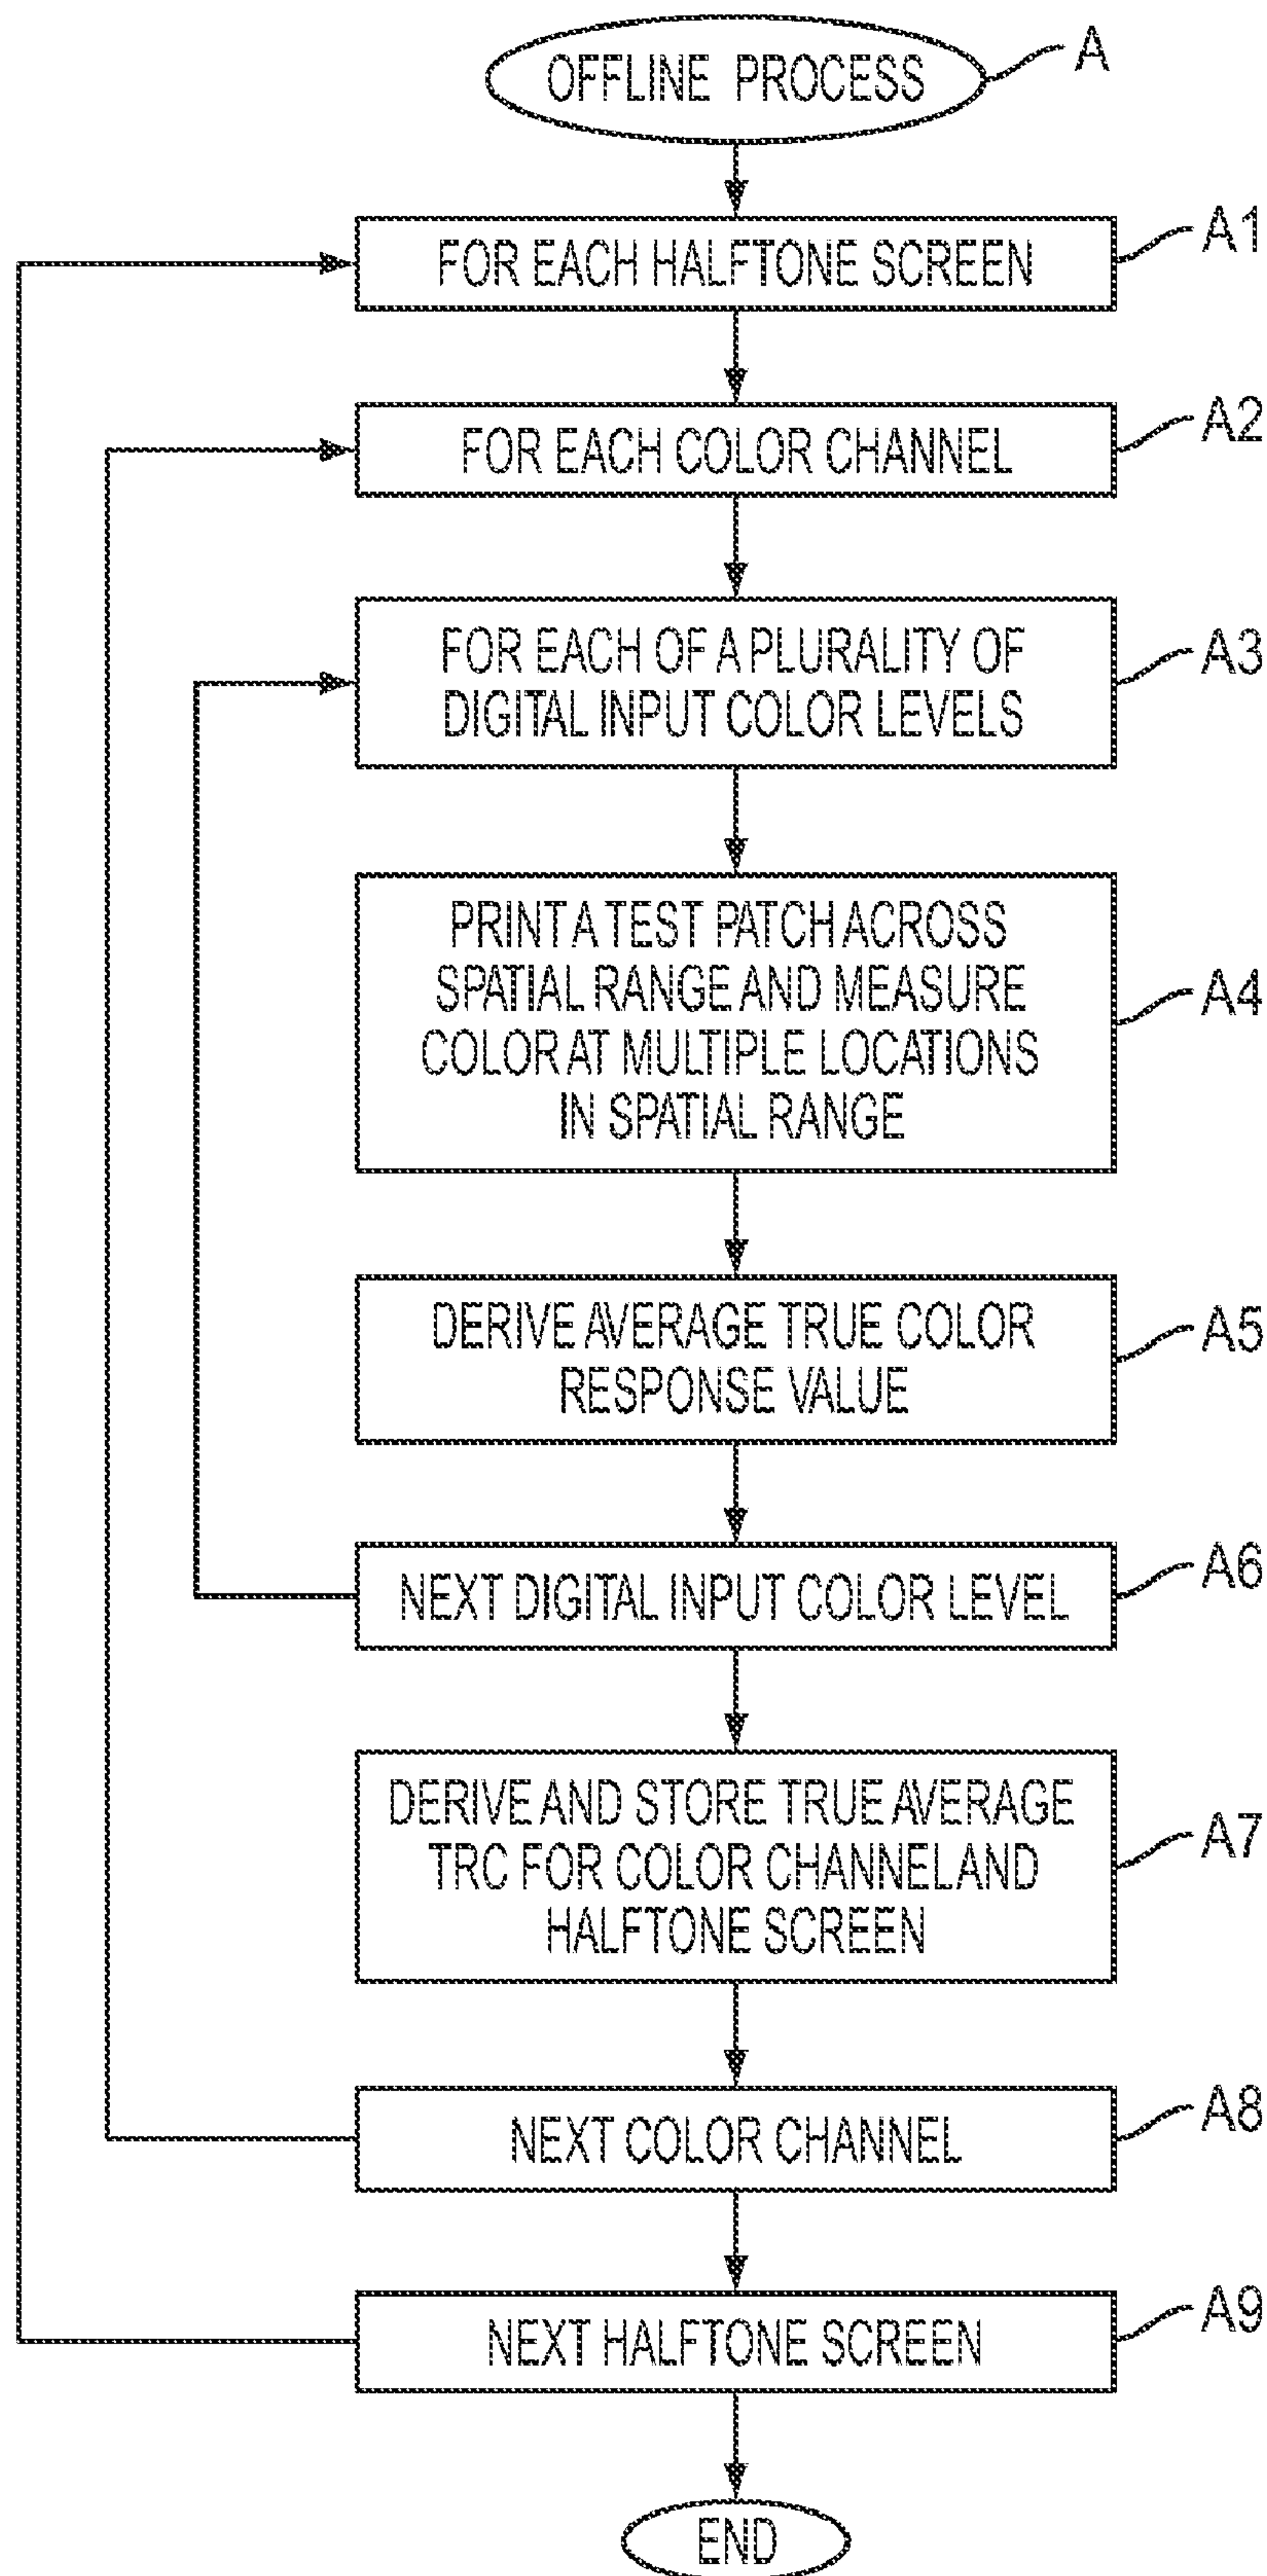 OFFLINE PROCESS
A
FOR EACH HALFTONE SCREEN
A1
FOR EACH COLOR CHANNEL
A2
FOR EACH OF A PLURALITY OF
DIGITAL INPUT COLOR LEVELS
A3
PRINT A TEST PATCH ACROSS
SPATIAL RANGE AND MEASURE
COLOR AT MULTIPLE LOCATIONS
IN SPATIAL RANGE
A4
DERIVE AVERAGE TRUE COLOR
RESPONSE VALUE
A5
NEXT DIGITAL INPUT COLOR LEVEL
A6
DERIVE AND STORE TRUE AVERAGE
TRC FOR COLOR CHANNEL AND
HALFTONE SCREEN
A7
NEXT COLOR CHANNEL
A8
NEXT HALFTONE SCREEN
A9
END